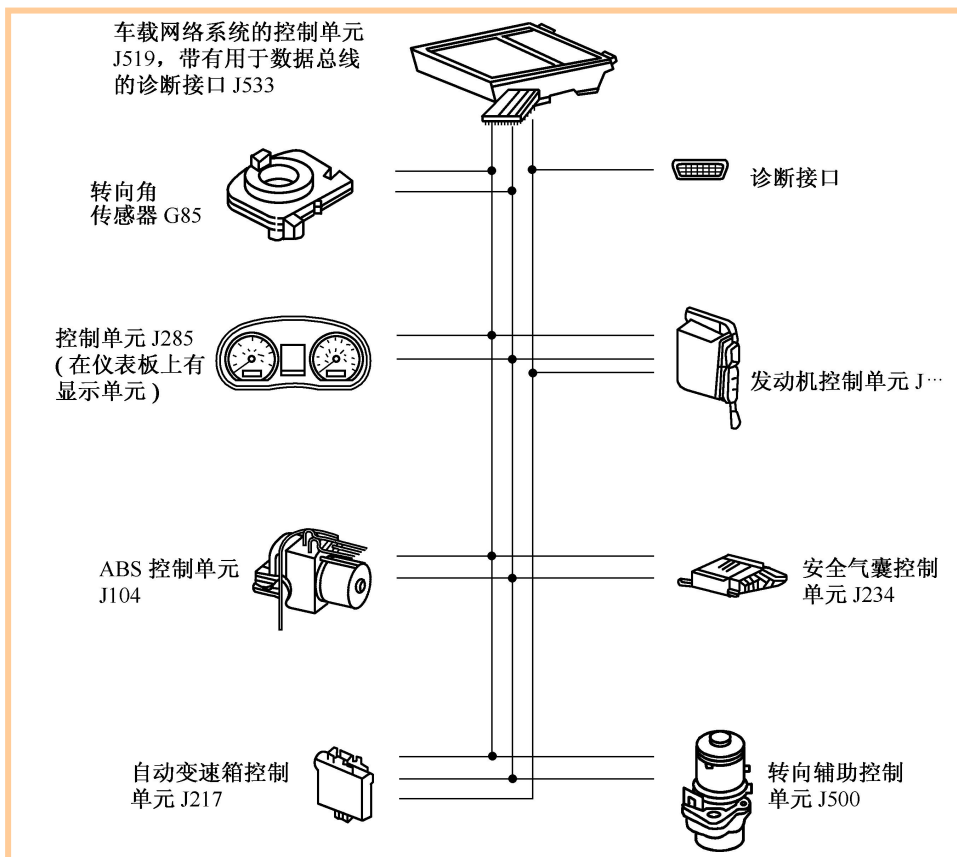 车载网络系统的控制单元
J519，带有用于数据总线
的诊断接口 J533
转向角
传感器 G85
诊断接口
控制单元 J285
( 在仪表板上有
显示单元 )
发动机控制单元 J…
ABS 控制单元
J104
安全气囊控制
单元 J234
自动变速箱控制
单元 J217
转向辅助控制
单元 J500